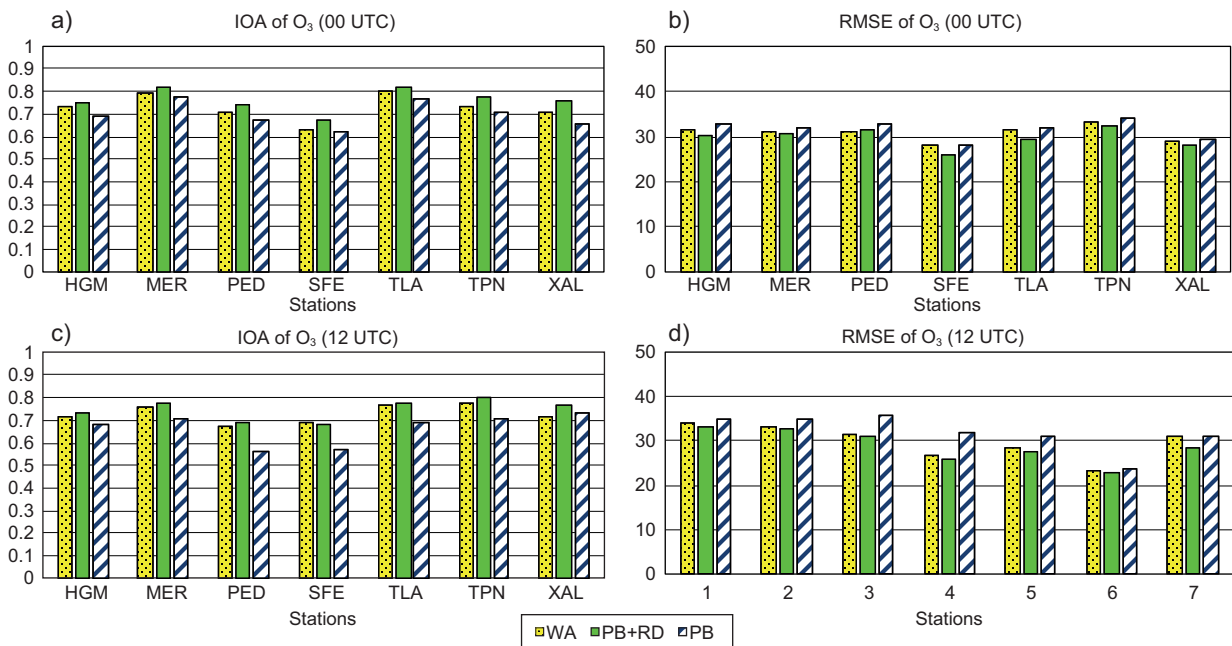 a)
IOA of O₃ (00 UTC)
1
0.9
0.8
0.7
0.6
0.5
0.4
0.3
0.2
0.1
0
HGM MER PED SFE TLA TPN XAL
Stations
b)
RMSE of O₃ (00 UTC)
50
40
30
20
10
0
HGM MER PED SFE TLA TPN XAL
Stations
c)
IOA of O₃ (12 UTC)
1
0.9
0.8
0.7
0.6
0.5
0.4
0.3
0.2
0.1
0
HGM MER PED SFE TLA TPN XAL
Stations
d)
RMSE of O₃ (12 UTC)
50
40
30
20
10
0
1 2 3 4 5 6 7
Stations
WA PB+RD PB